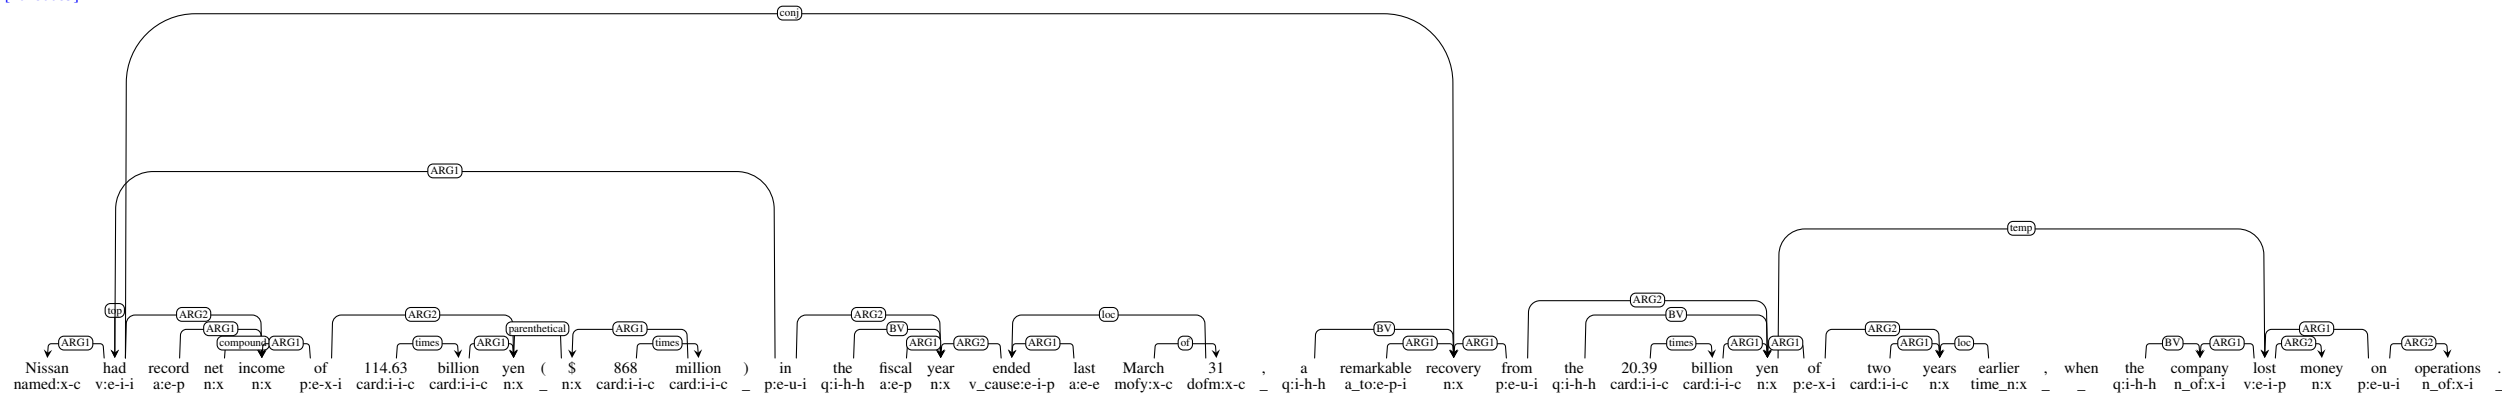 conj
ARG1
temp
ARG2
top ARG2 ARG2 ARG2 loc BV
ARG1 parenthetical ARG1 BV BV ARG2 ARG1
ARG1 compound ARG1 times ARG1 times ARG1 ARG2 ARG1 of ARG1 ARG1 times ARG1 ARG1 ARG1 loc BV ARG1 ARG2 ARG2
Nissan had record net income of 114.63 billion yen ( $ 868 million ) in the fiscal year ended last March 31 , a remarkable recovery from the 20.39 billion yen of two years earlier , when the company lost money on operations .
named:x-c v:e-i-i a:e-p n:x n:x p:e-x-i card:i-i-c card:i-i-c n:x _ n:x card:i-i-c card:i-i-c _ p:e-u-i q:i-h-h a:e-p n:x v_cause:e-i-p a:e-e mofy:x-c dofm:x-c _ q:i-h-h a_to:e-p-i n:x p:e-u-i q:i-h-h card:i-i-c card:i-i-c n:x p:e-x-i card:i-i-c n:x time_n:x _ _ q:i-h-h n_of:x-i v:e-i-p n:x p:e-u-i n_of:x-i _